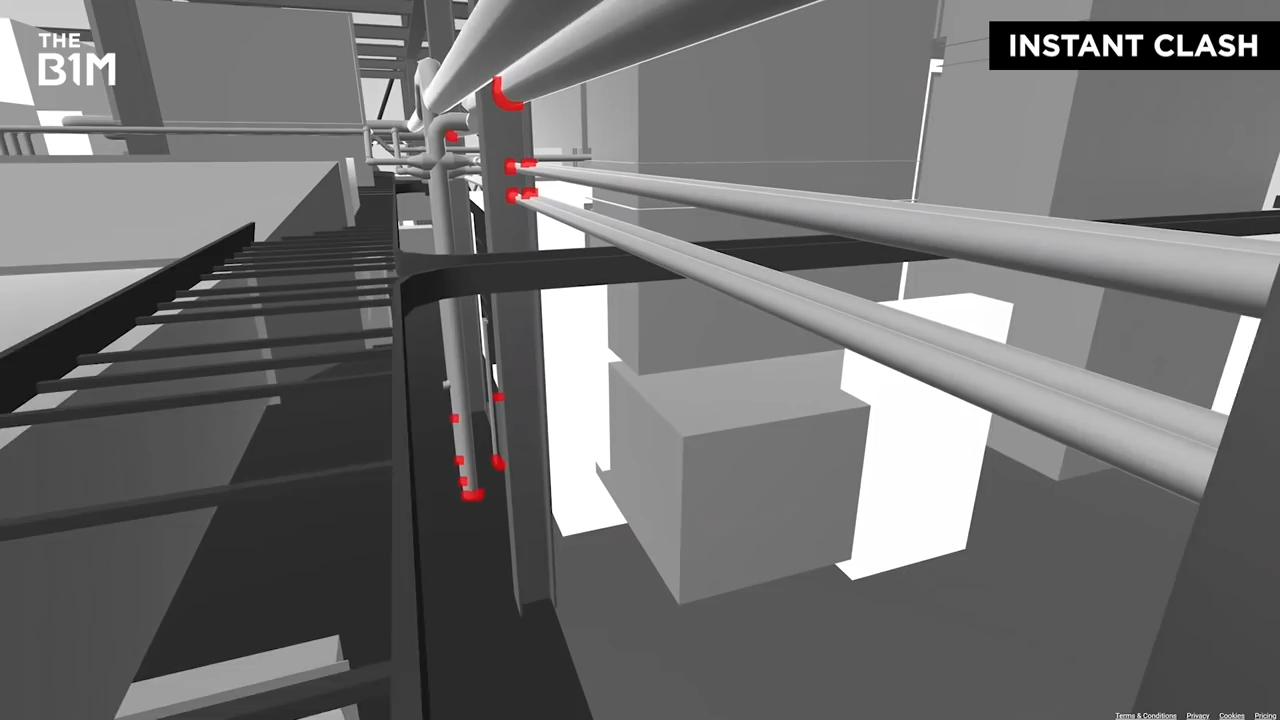 THE
B1M
INSTANT CLASH
Terms & Conditions Privacy Cookies Pricing